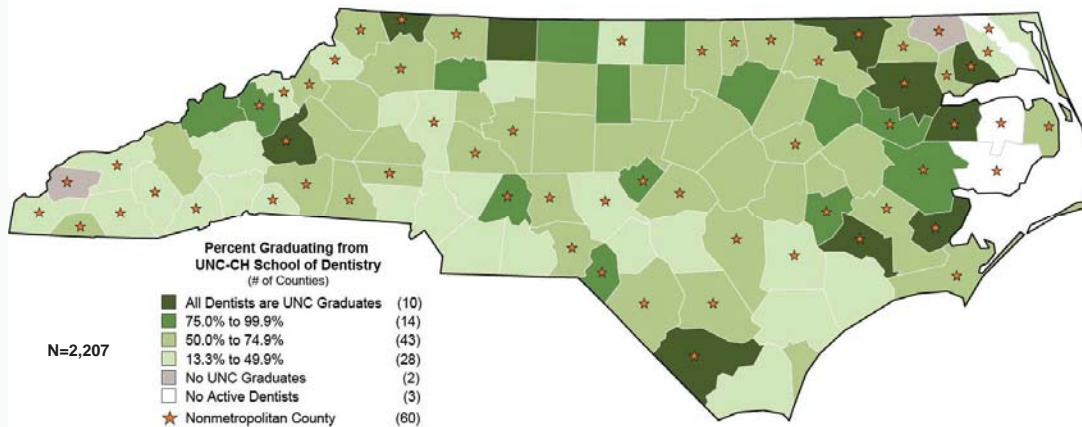 Percent Graduating from
UNC-CH School of Dentistry
(# of Counties)
All Dentists are UNC Graduates (10)
75.0% to 99.9% (14)
50.0% to 74.9% (43)
13.3% to 49.9% (28)
No UNC Graduates (2)
No Active Dentists (3)
Nonmetropolitan County (60)
N=2,207